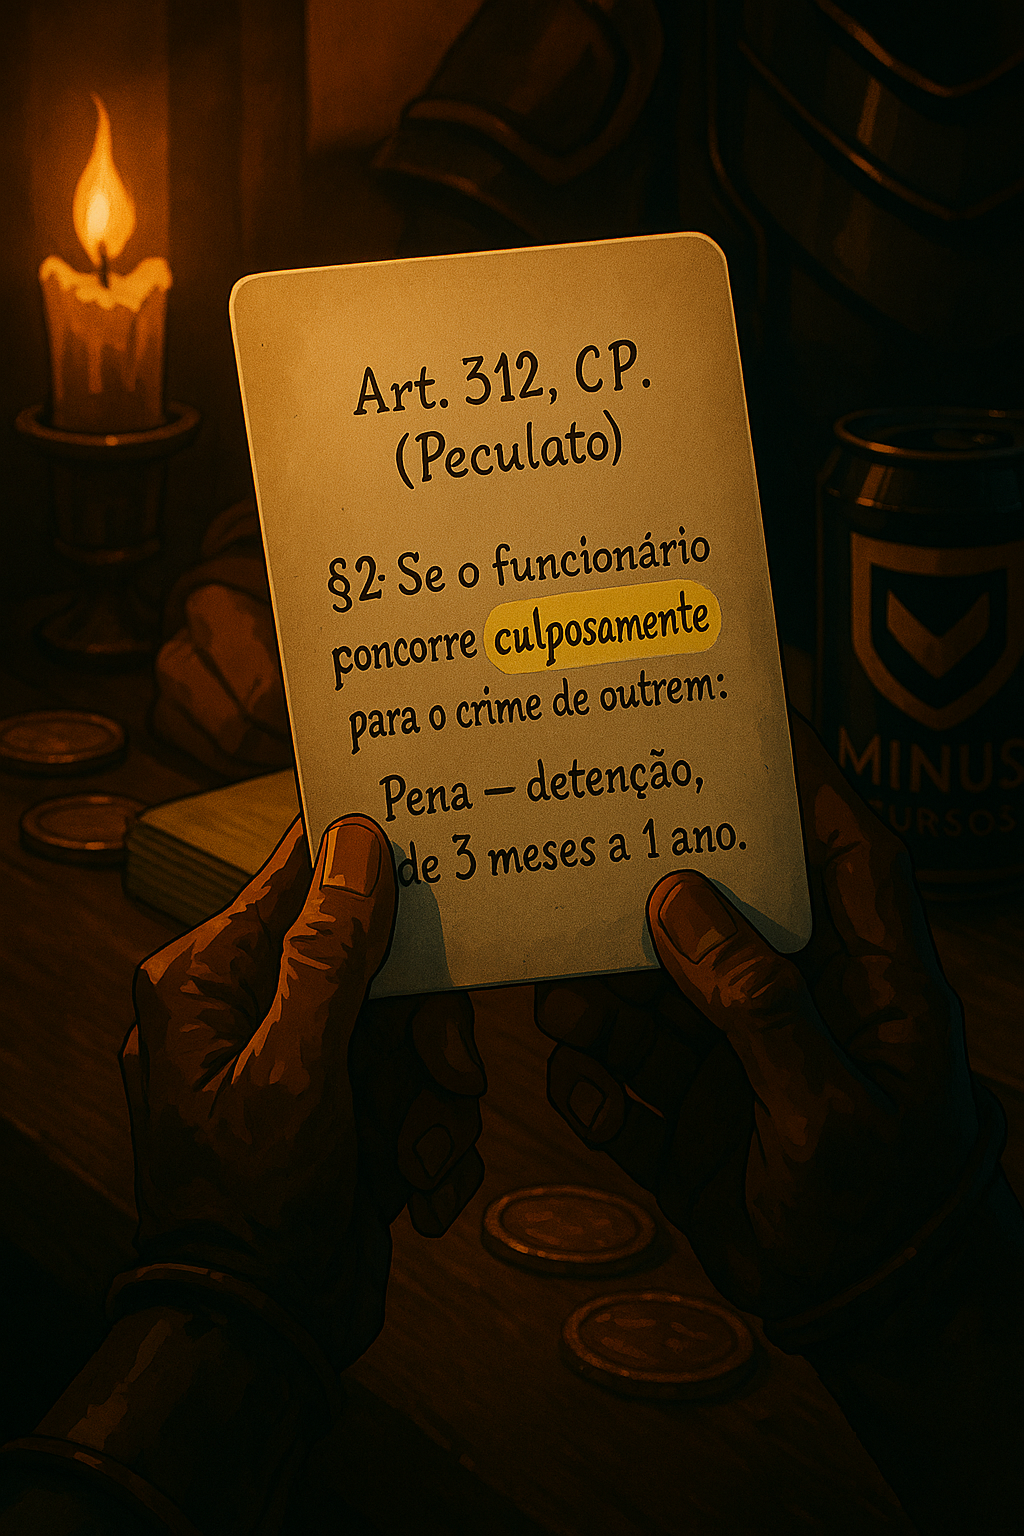 Art. 312, CP.
(Peculato)
§2· Se o funcionário
concorre culposamente
para o crime de outrem:
Pena – detenção,
de 3 meses a 1 ano.
MINUS
CURSOS